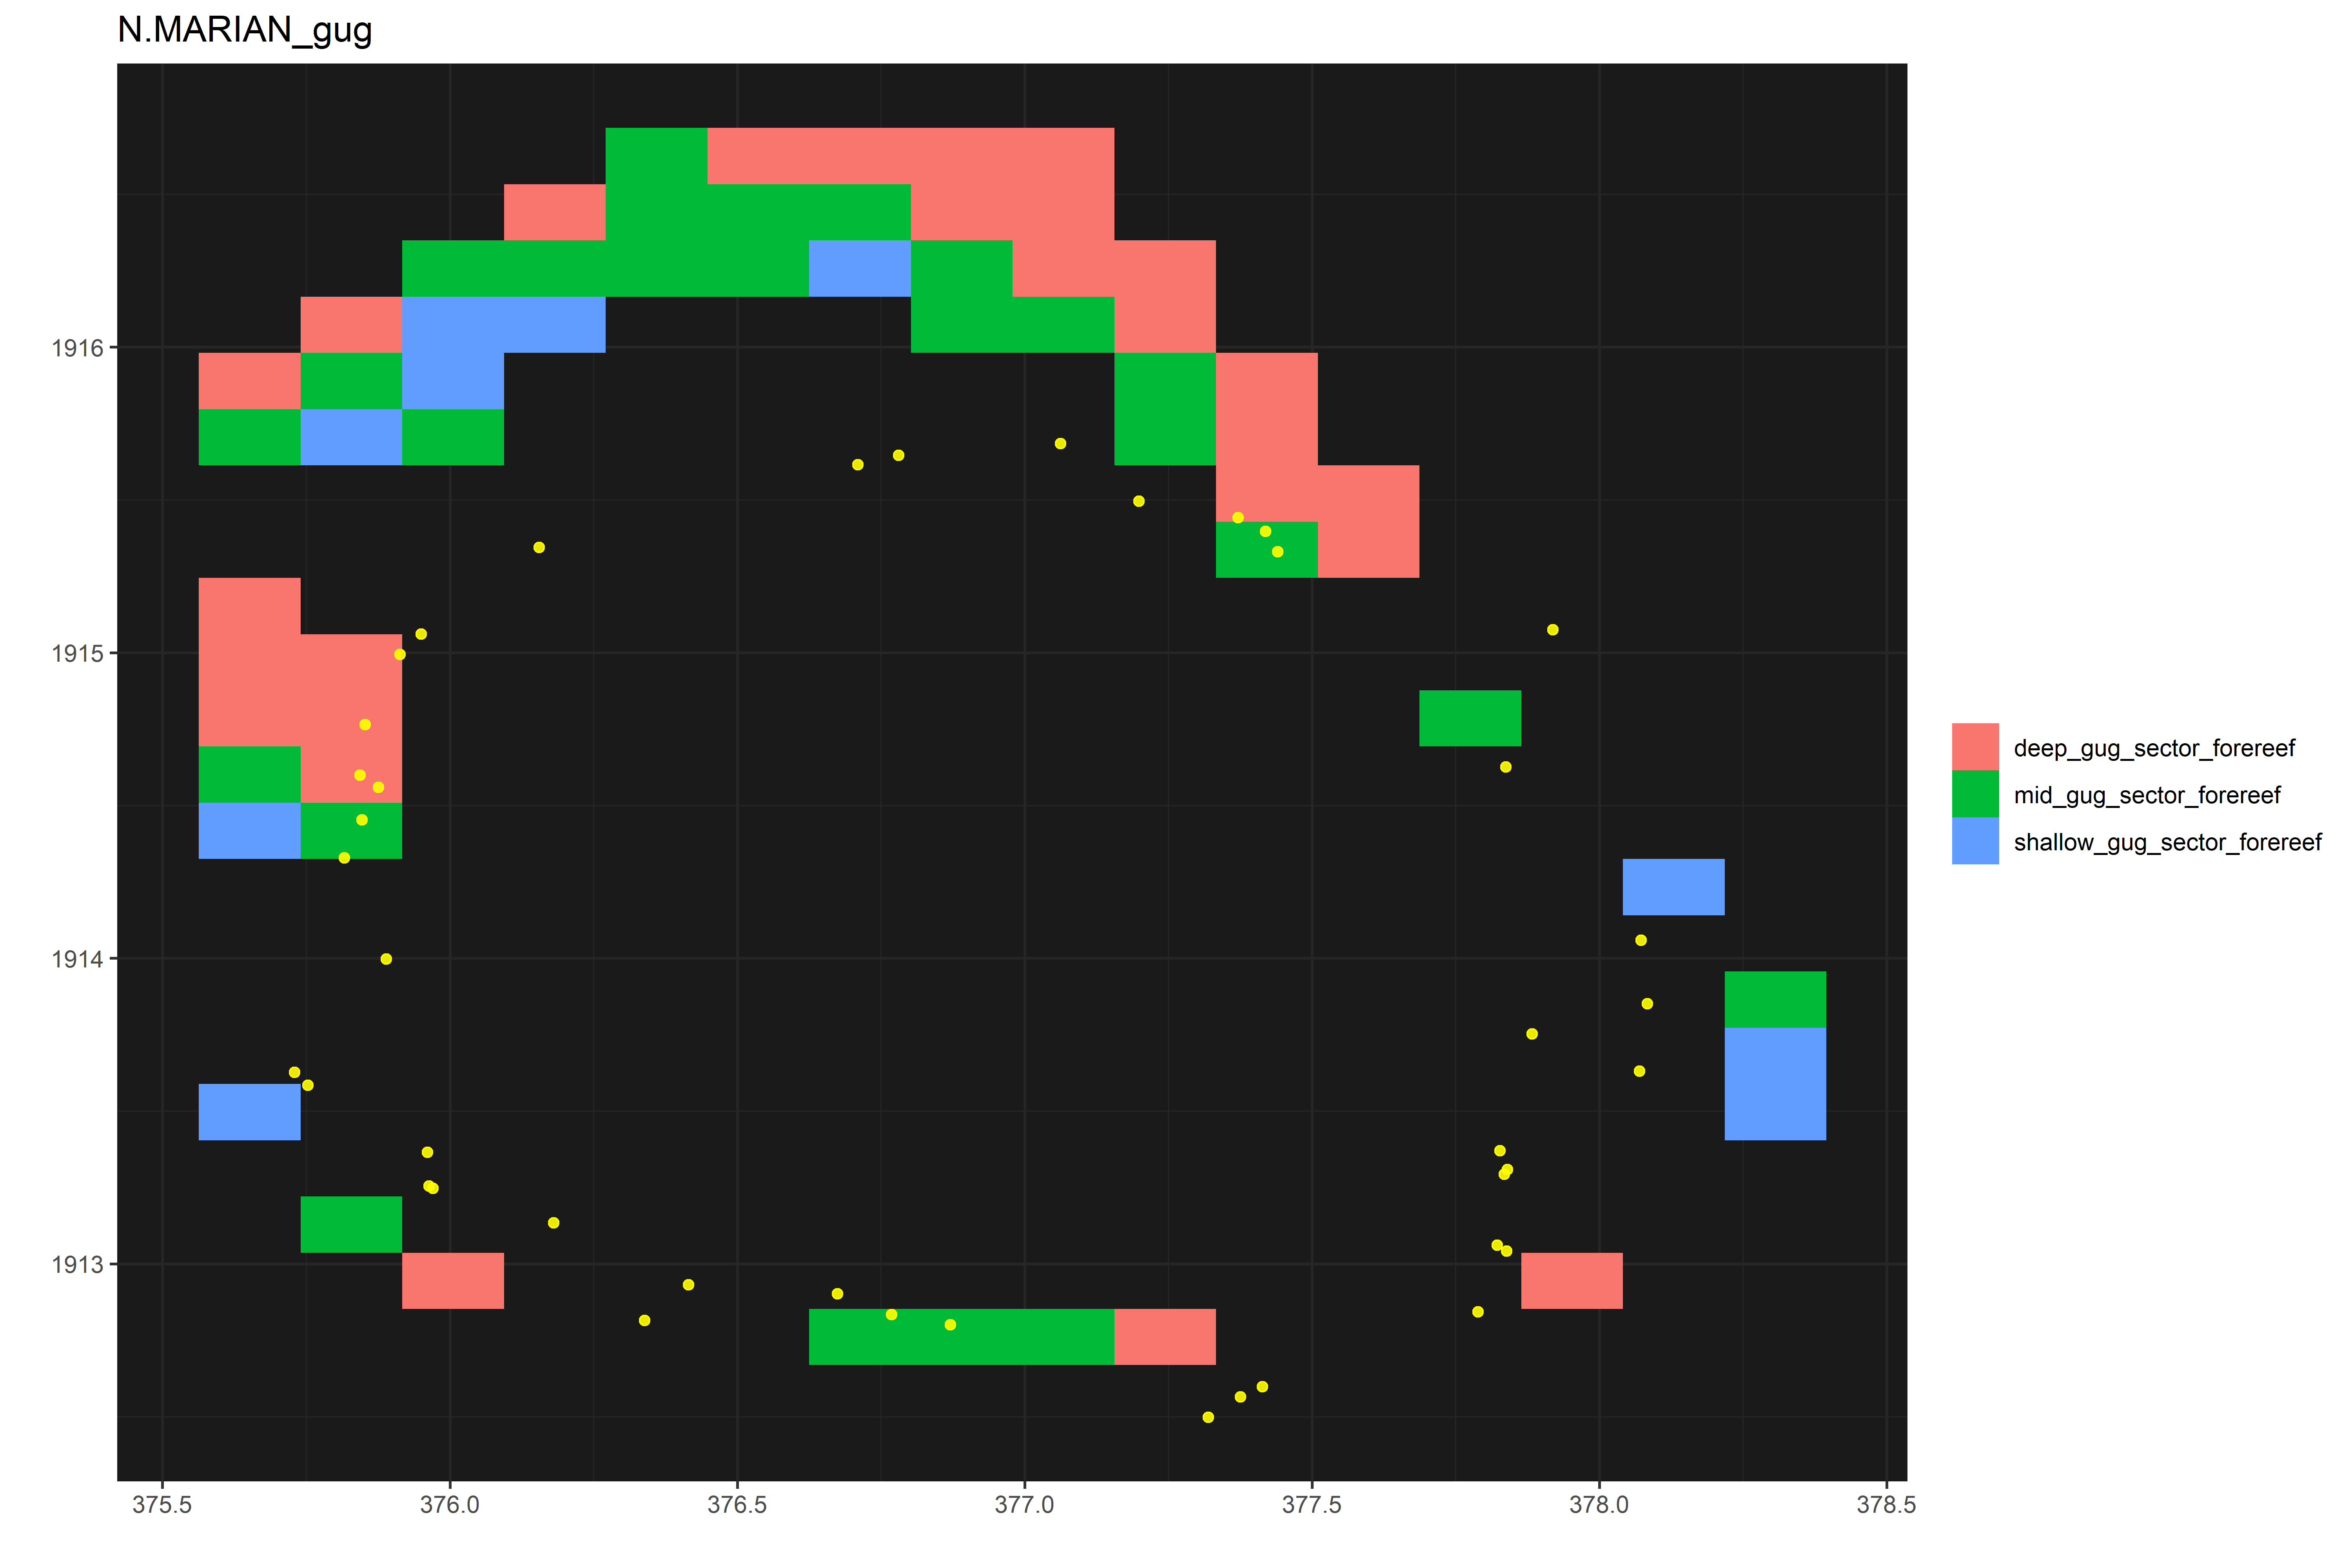 N.MARIAN_gug
1916
1915
1914
1913
375.5 376.0 376.5 377.0 377.5 378.0 378.5
deep_gug_sector_forereef
mid_gug_sector_forereef
shallow_gug_sector_forereef